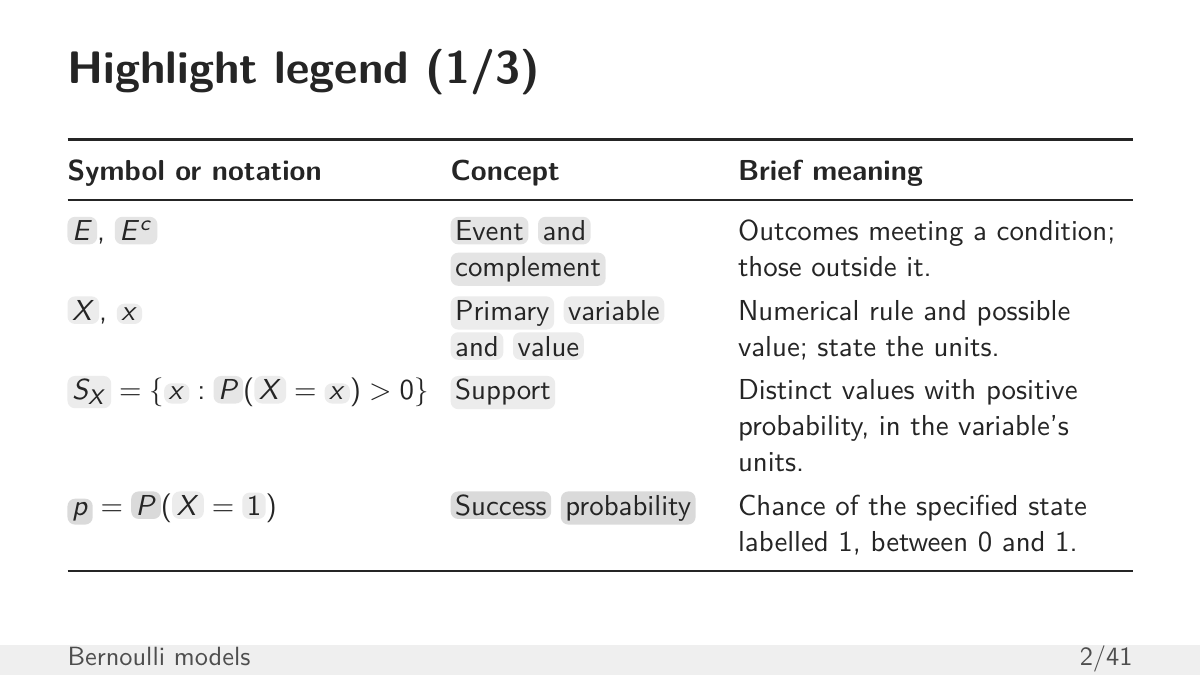 Highlight legend (1/3)
Symbol or notation Concept Brief meaning
E, Eᶜ Event and Outcomes meeting a condition;
complement those outside it.
X, x Primary variable Numerical rule and possible
and value value; state the units.
S_X = {x : P(X = x) > 0} Support Distinct values with positive
probability, in the variable's
units.
p = P(X = 1) Success probability Chance of the specified state
labelled 1, between 0 and 1.
Bernoulli models 2/41